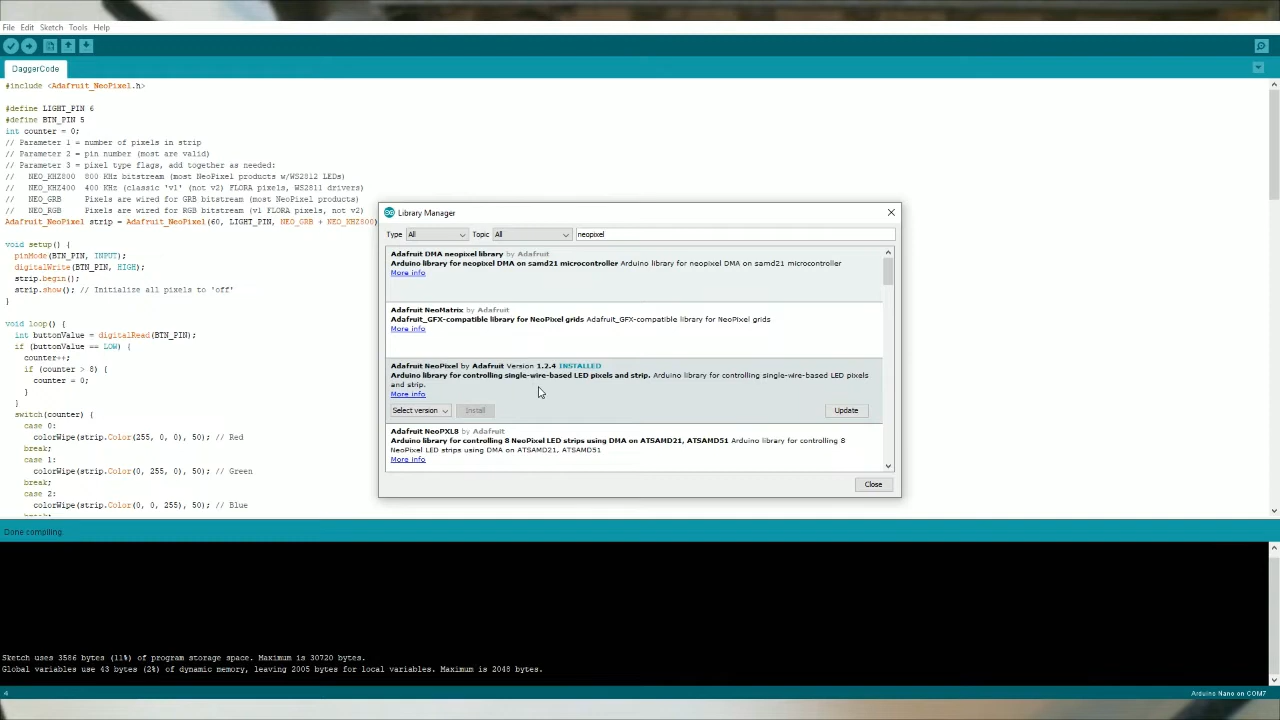 File Edit Sketch Tools Help
DaggerCode
#include <Adafruit_NeoPixel.h>
#define LIGHT_PIN 6
#define BTN_PIN 5
int counter = 0;
// Parameter 1 = number of pixels in strip
// Parameter 2 = pin number (most are valid)
// Parameter 3 = pixel type flags, add together as needed:
//   NEO_KHZ800  800 KHz bitstream (most NeoPixel products w/WS2812 LEDs)
//   NEO_KHZ400  400 KHz (classic 'v1' (not v2) FLORA pixels, WS2811 drivers)
//   NEO_GRB     Pixels are wired for GRB bitstream (most NeoPixel products)
//   NEO_RGB     Pixels are wired for RGB bitstream (v1 FLORA pixels, not v2)
Adafruit_NeoPixel strip = Adafruit_NeoPixel(60, LIGHT_PIN, NEO_GRB + NEO_KHZ800)
void setup() {
pinMode(BTN_PIN, INPUT);
digitalWrite(BTN_PIN, HIGH);
strip.begin();
strip.show(); // Initialize all pixels to 'off'
}
void loop() {
int buttonValue = digitalRead(BTN_PIN);
if (buttonValue == LOW) {
counter++;
if (counter > 8) {
counter = 0;
}
}
switch(counter) {
case 0:
colorWipe(strip.Color(255, 0, 0), 50); // Red
break;
case 1:
colorWipe(strip.Color(0, 255, 0), 50); // Green
break;
case 2:
colorWipe(strip.Color(0, 0, 255), 50); // Blue
break;
Library Manager
Type All Topic All neopixel
Adafruit DMA neopixel library by Adafruit
Arduino library for neopixel DMA on samd21 microcontroller Arduino library for neopixel DMA on samd21 microcontroller
More info
Adafruit NeoMatrix by Adafruit
Adafruit_GFX-compatible library for NeoPixel grids Adafruit_GFX-compatible library for NeoPixel grids
More info
Adafruit NeoPixel by Adafruit Version 1.2.4 INSTALLED
Arduino library for controlling single-wire-based LED pixels and strip. Arduino library for controlling single-wire-based LED pixels
and strip.
More info
Select version Install Update
Adafruit NeoPXL8 by Adafruit
Arduino library for controlling 8 NeoPixel LED strips using DMA on ATSAMD21, ATSAMD51 Arduino library for controlling 8
NeoPixel LED strips using DMA on ATSAMD21, ATSAMD51
More info
Close
Done compiling.
Sketch uses 3586 bytes (11%) of program storage space. Maximum is 30720 bytes.
Global variables use 43 bytes (2%) of dynamic memory, leaving 2005 bytes for local variables. Maximum is 2048 bytes.
4 Arduino Nano on COM7